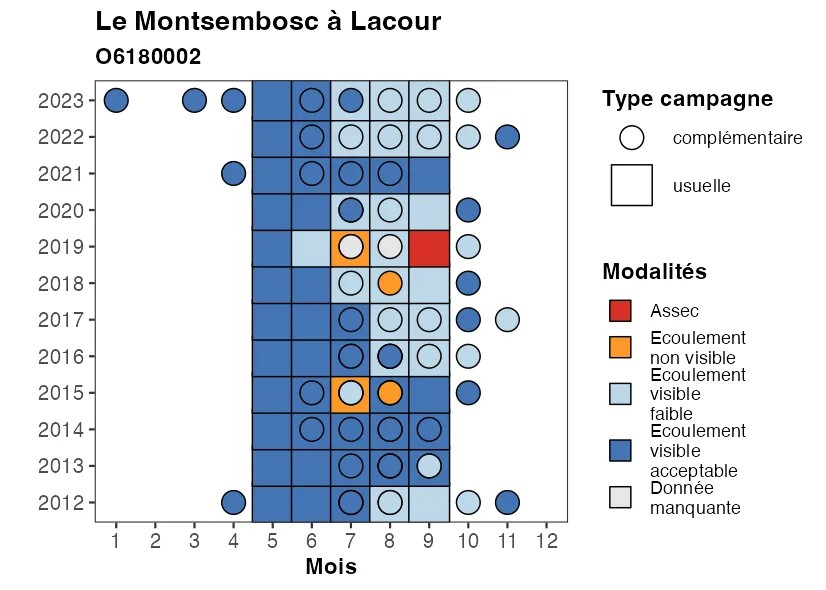 Le Montsembosc à Lacour
O6180002
2023
2022
2021
2020
2019
2018
2017
2016
2015
2014
2013
2012
1 2 3 4 5 6 7 8 9 10 11 12
Mois
Type campagne
complémentaire
usuelle
Modalités
Assec
Ecoulement
non visible
Ecoulement
visible
faible
Ecoulement
visible
acceptable
Donnée
manquante